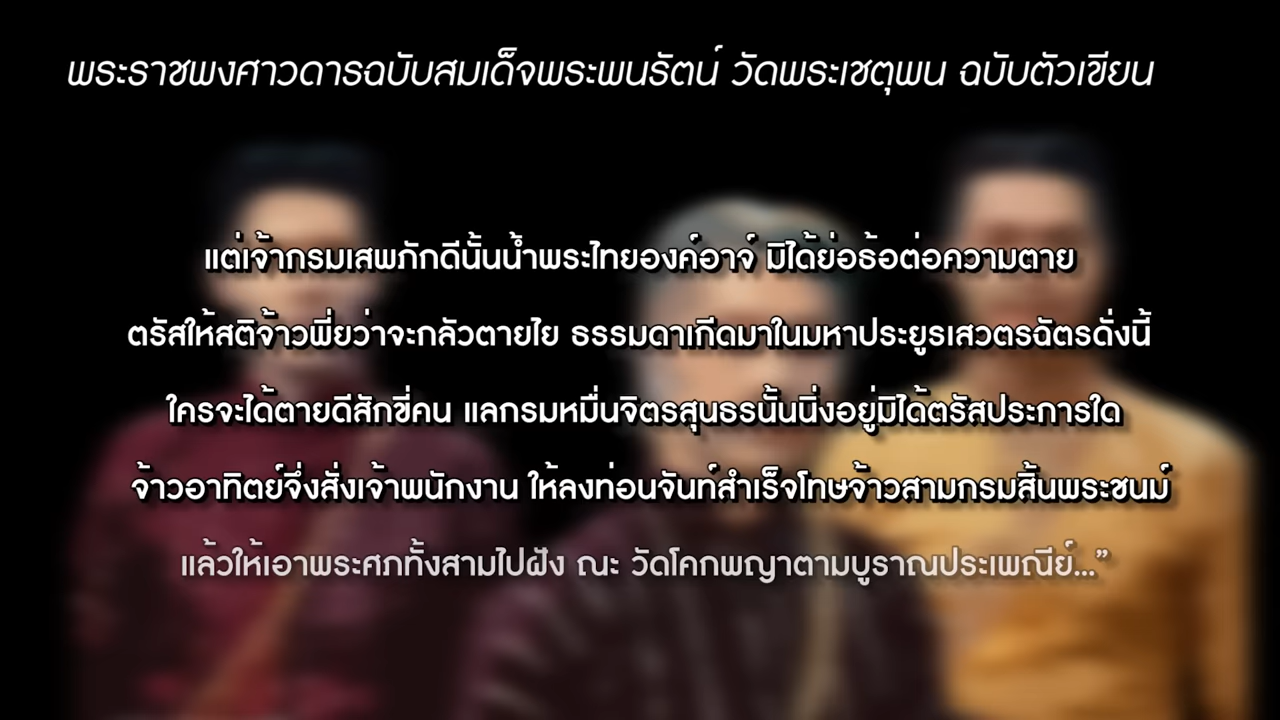 พระราชพงศาวดารฉบับสมเด็จพระพนรัตน์ วัดพระเชตุพน ฉบับตัวเขียน
แต่เจ้ากรมเสพภักดีนั้นน้ำพระไทยองค์อาจ์ มิได้ย่อธ้อต่อความตาย
ตรัสให้สติจ้าวพี่ยว่าจะกลัวตายไย ธรรมดาเกีดมาในมหาประยูรเสวตรฉัตรดั่งนี้
ใครจะได้ตายดีสักขี่คน แลกรมหมื่นจิตรสุนธรนั้นนิ่งอยู่มิได้ตรัสประการใด
จ้าวอาทิตย์จึ่งสั่งเจ้าพนักงาน ให้ลงท่อนจันท์สำเร็จโทษจ้าวสามกรมสิ้นพระชนม์
แล้วให้เอาพระศภทั้งสามไปฝัง ณะ วัดโคกพญาตามบูราณประเพณีย์...”